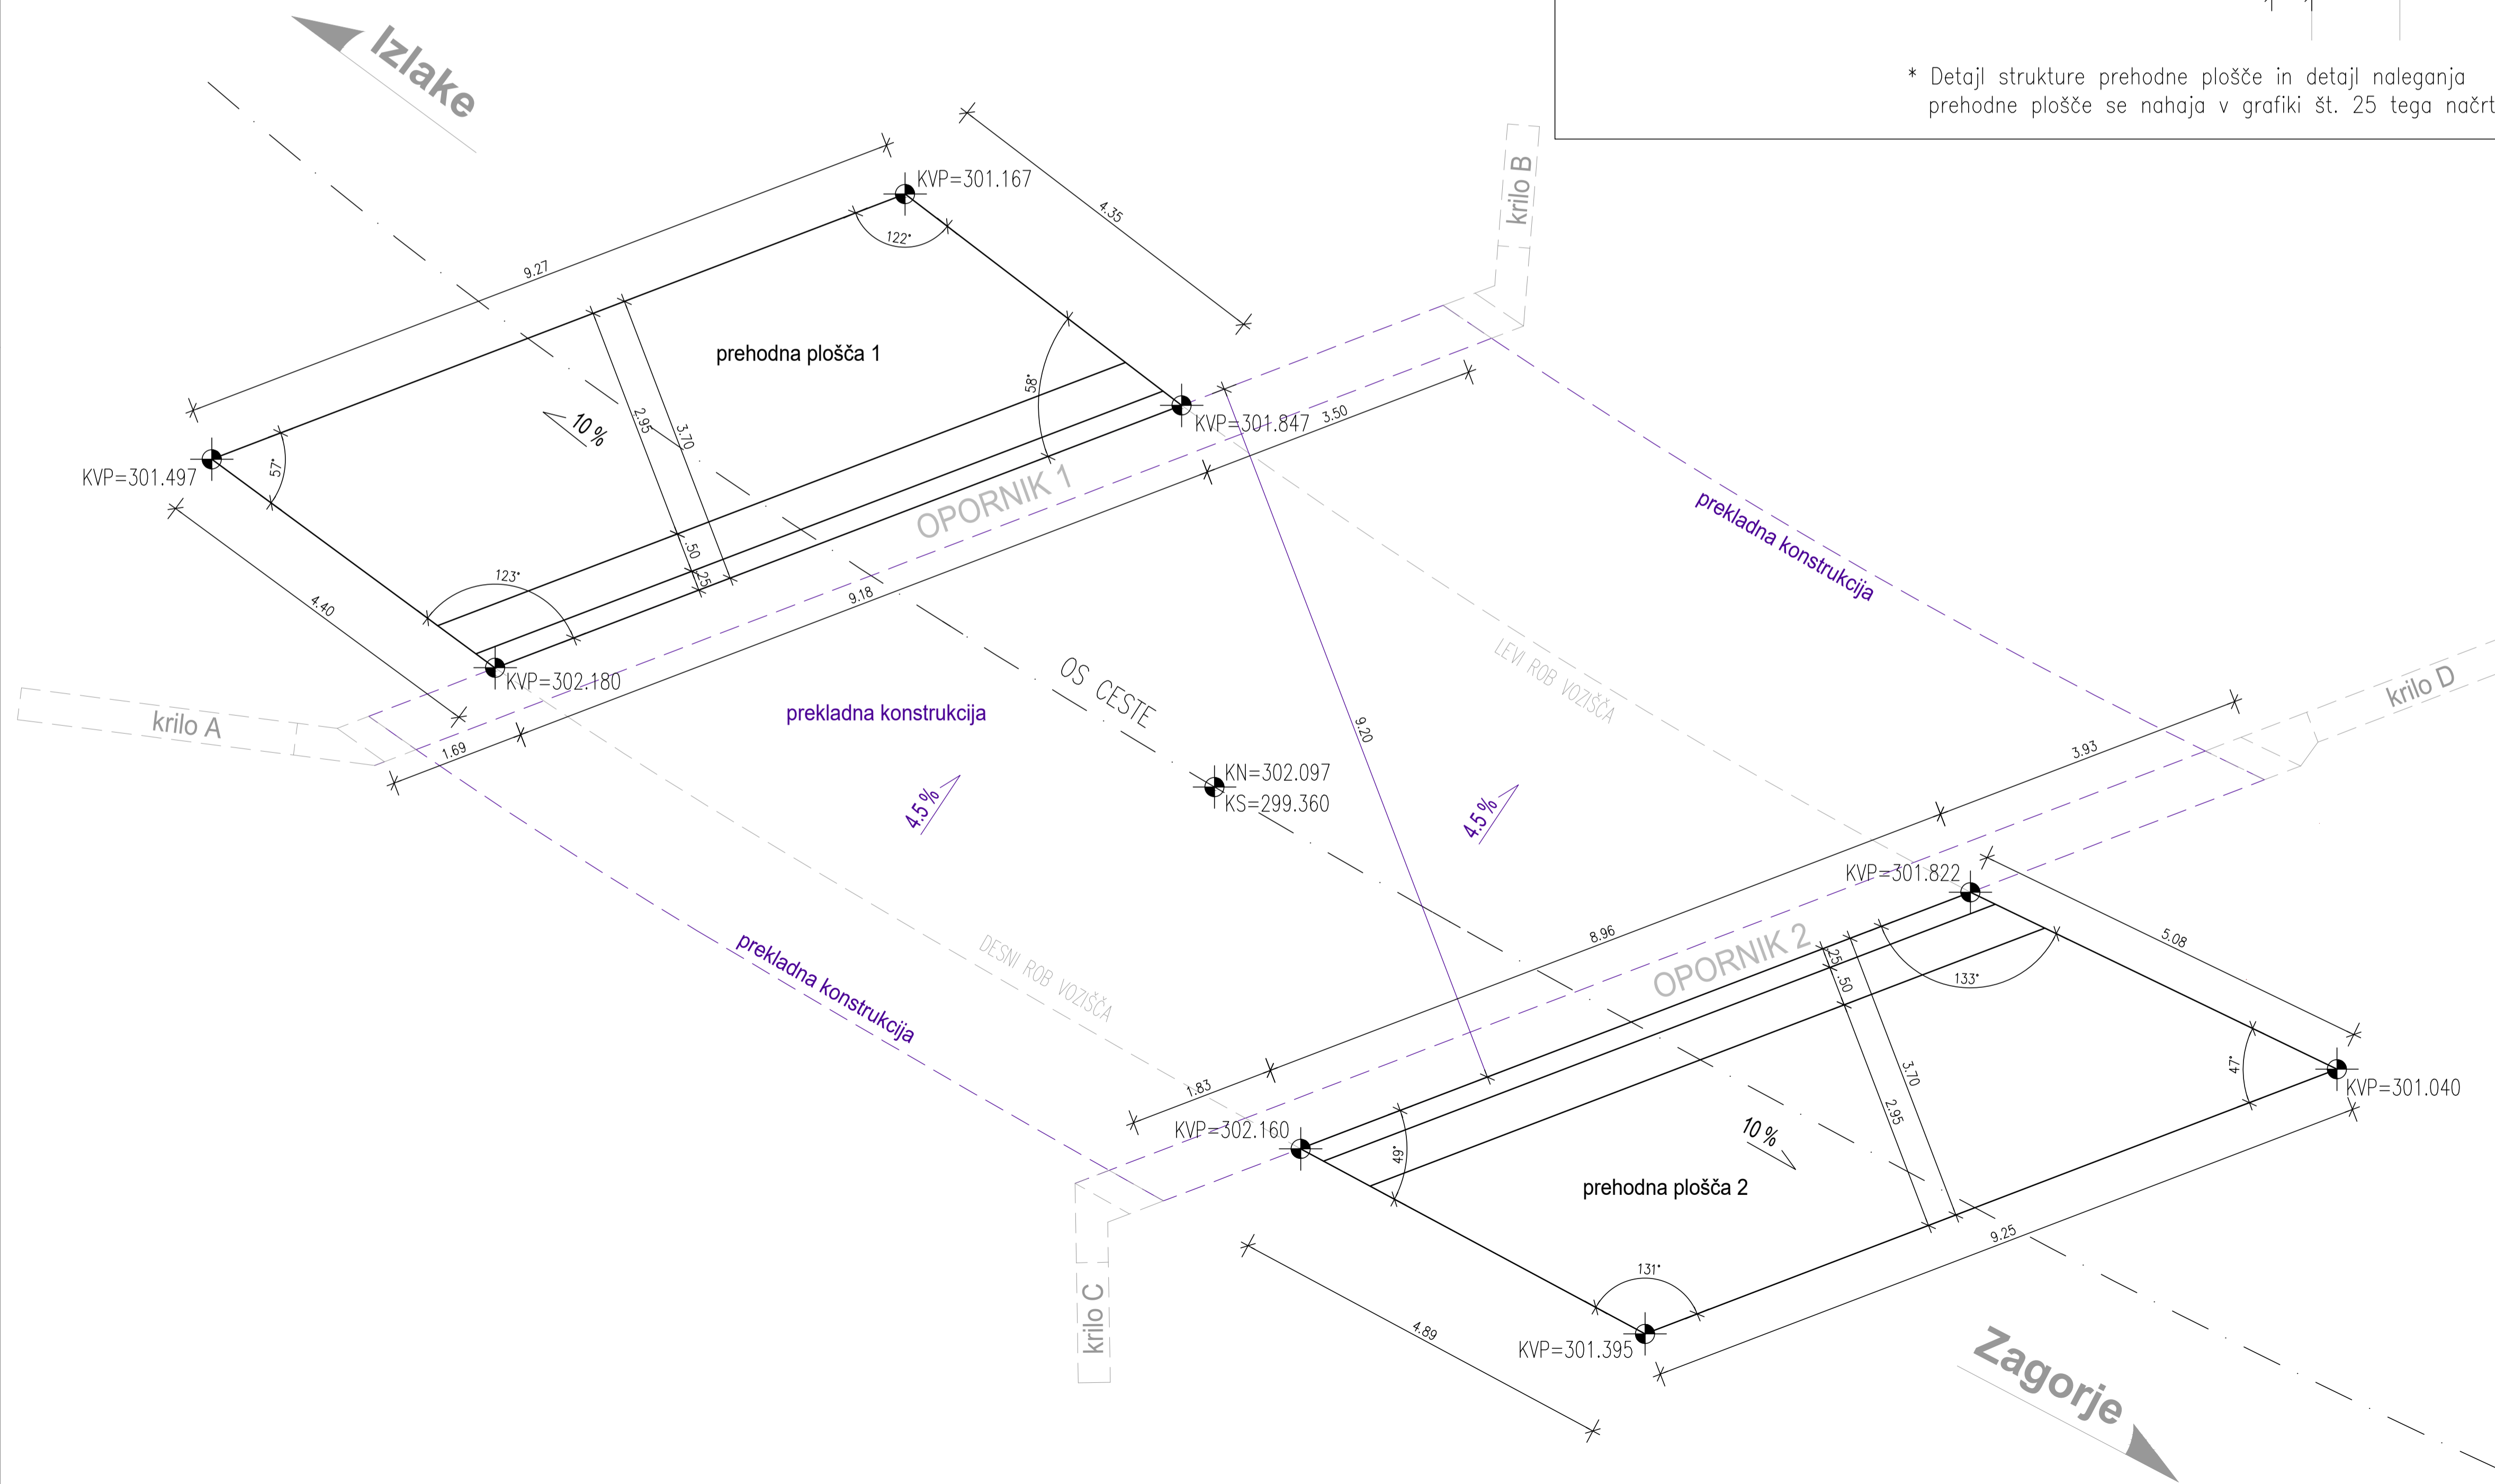 Izlake
* Detajl strukture prehodne plošče in detajl naleganja
prehodne plošče se nahaja v grafiki št. 25 tega načrt
krilo B
KVP=301.167
4.35
122°
9.27
prehodna plošča 1
58°
10 %
2.95
3.70
KVP=301.847
3.50
57°
KVP=301.497
OPORNIK 1
prekladna konstrukcija
.50
.25
9.18
123°
4.40
KVP=302.180
OS CESTE
LEVI ROB VOZIŠČA
krilo D
krilo A
1.69
prekladna konstrukcija
9.20
3.93
KN=302.097
KS=299.360
4.5 %
4.5 %
KVP=301.822
8.96
5.08
DESNI ROB VOZIŠČA
prekladna konstrukcija
OPORNIK 2
.25
.50
133°
3.70
2.95
47°
KVP=301.040
1.83
KVP=302.160
49°
10 %
prehodna plošča 2
9.25
131°
krilo C
4.89
KVP=301.395
Zagorje